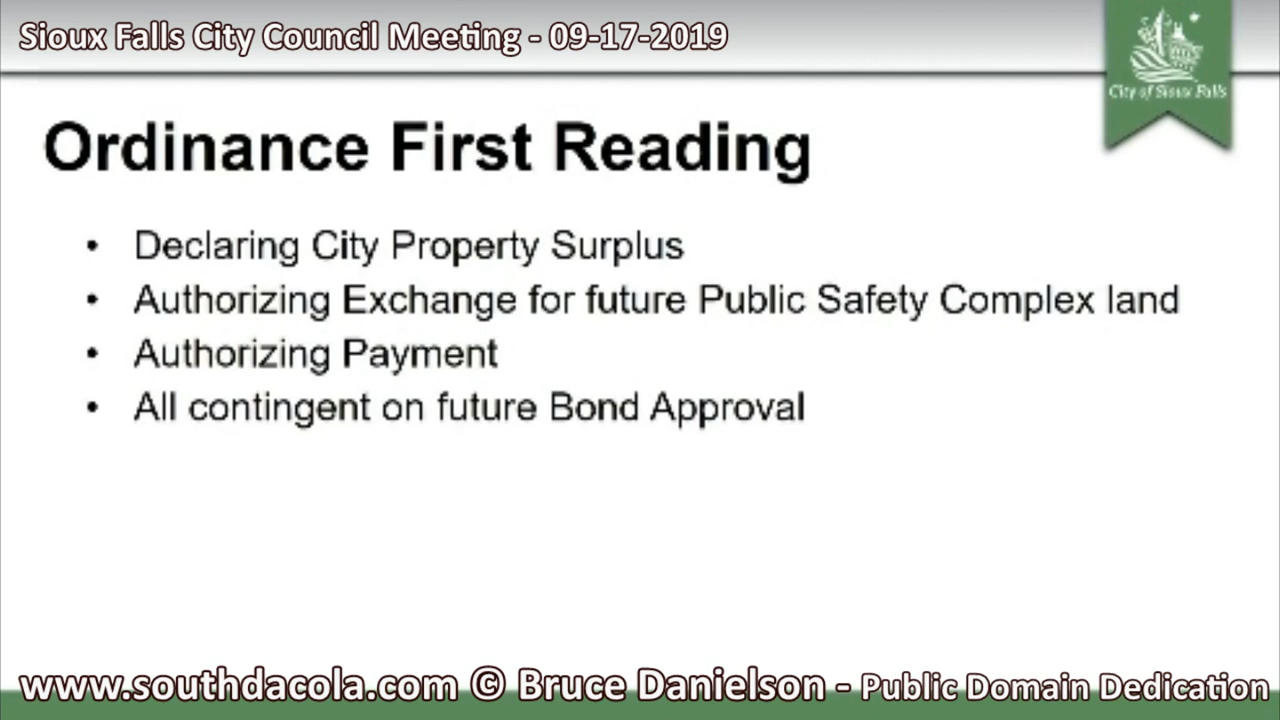 Sioux Falls City Council Meeting - 09-17-2019
City of Sioux Falls
Ordinance First Reading
• Declaring City Property Surplus
• Authorizing Exchange for future Public Safety Complex land
• Authorizing Payment
• All contingent on future Bond Approval
www.southdacola.com © Bruce Danielson - Public Domain Dedication